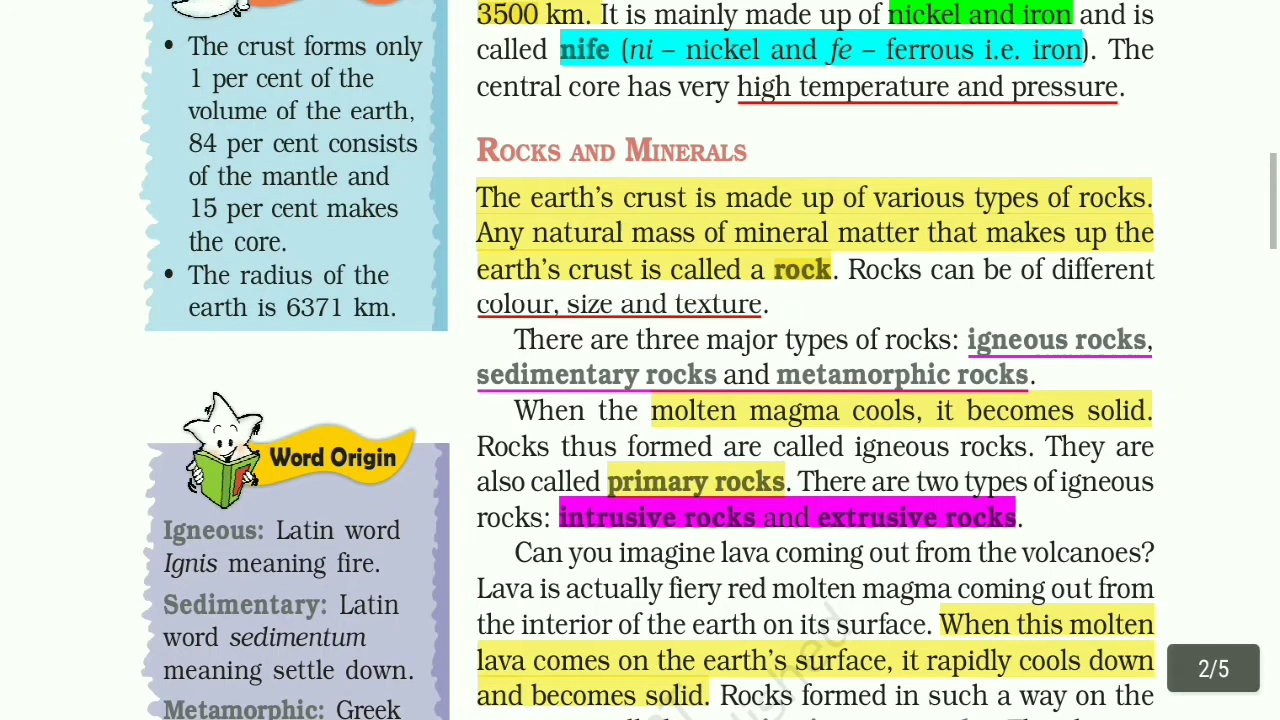 • The crust forms only
1 per cent of the
volume of the earth,
84 per cent consists
of the mantle and
15 per cent makes
the core.
• The radius of the
earth is 6371 km.
Word Origin
Igneous: Latin word
Ignis meaning fire.
Sedimentary: Latin
word sedimentum
meaning settle down.
Metamorphic: Greek
3500 km. It is mainly made up of nickel and iron and is
called nife (ni – nickel and fe – ferrous i.e. iron). The
central core has very high temperature and pressure.
ROCKS AND MINERALS
The earth's crust is made up of various types of rocks.
Any natural mass of mineral matter that makes up the
earth's crust is called a rock. Rocks can be of different
colour, size and texture.
There are three major types of rocks: igneous rocks,
sedimentary rocks and metamorphic rocks.
When the molten magma cools, it becomes solid.
Rocks thus formed are called igneous rocks. They are
also called primary rocks. There are two types of igneous
rocks: intrusive rocks and extrusive rocks.
Can you imagine lava coming out from the volcanoes?
Lava is actually fiery red molten magma coming out from
the interior of the earth on its surface. When this molten
lava comes on the earth's surface, it rapidly cools down
and becomes solid. Rocks formed in such a way on the
2/5